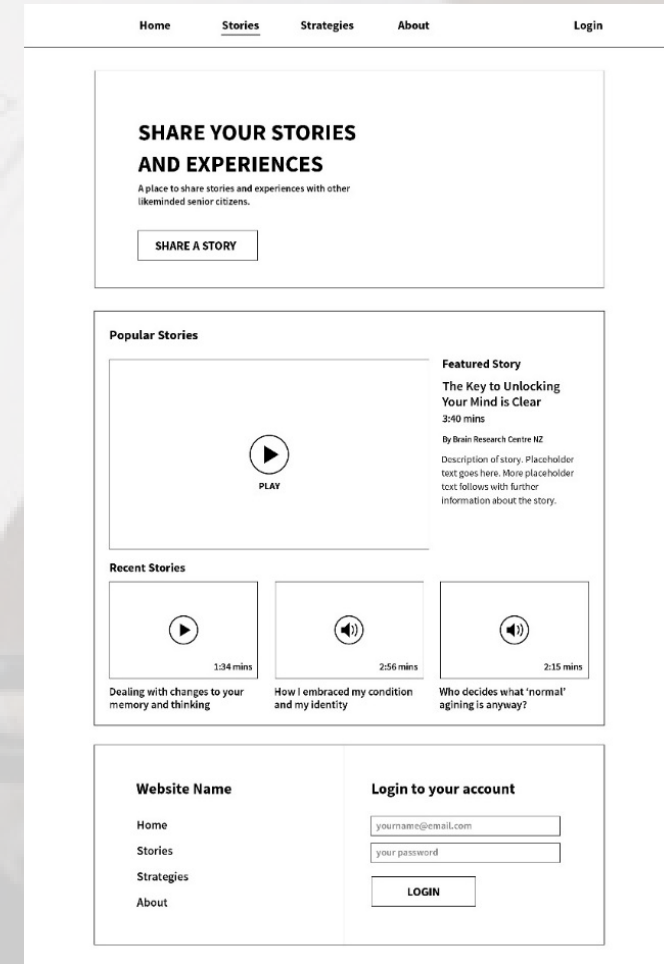 Home Stories Strategies About Login
SHARE YOUR STORIES
AND EXPERIENCES
A place to share stories and experiences with other
likeminded senior citizens.
SHARE A STORY
Popular Stories
PLAY
Featured Story
The Key to Unlocking
Your Mind is Clear
3:40 mins
By Brain Research Centre NZ
Description of story. Placeholder
text goes here. More placeholder
text follows with further
information about the story.
Recent Stories
1:34 mins
Dealing with changes to your
memory and thinking
2:56 mins
How I embraced my condition
and my identity
2:15 mins
Who decides what ‘normal’
agining is anyway?
Website Name
Home
Stories
Strategies
About
Login to your account
yourname@email.com
your password
LOGIN